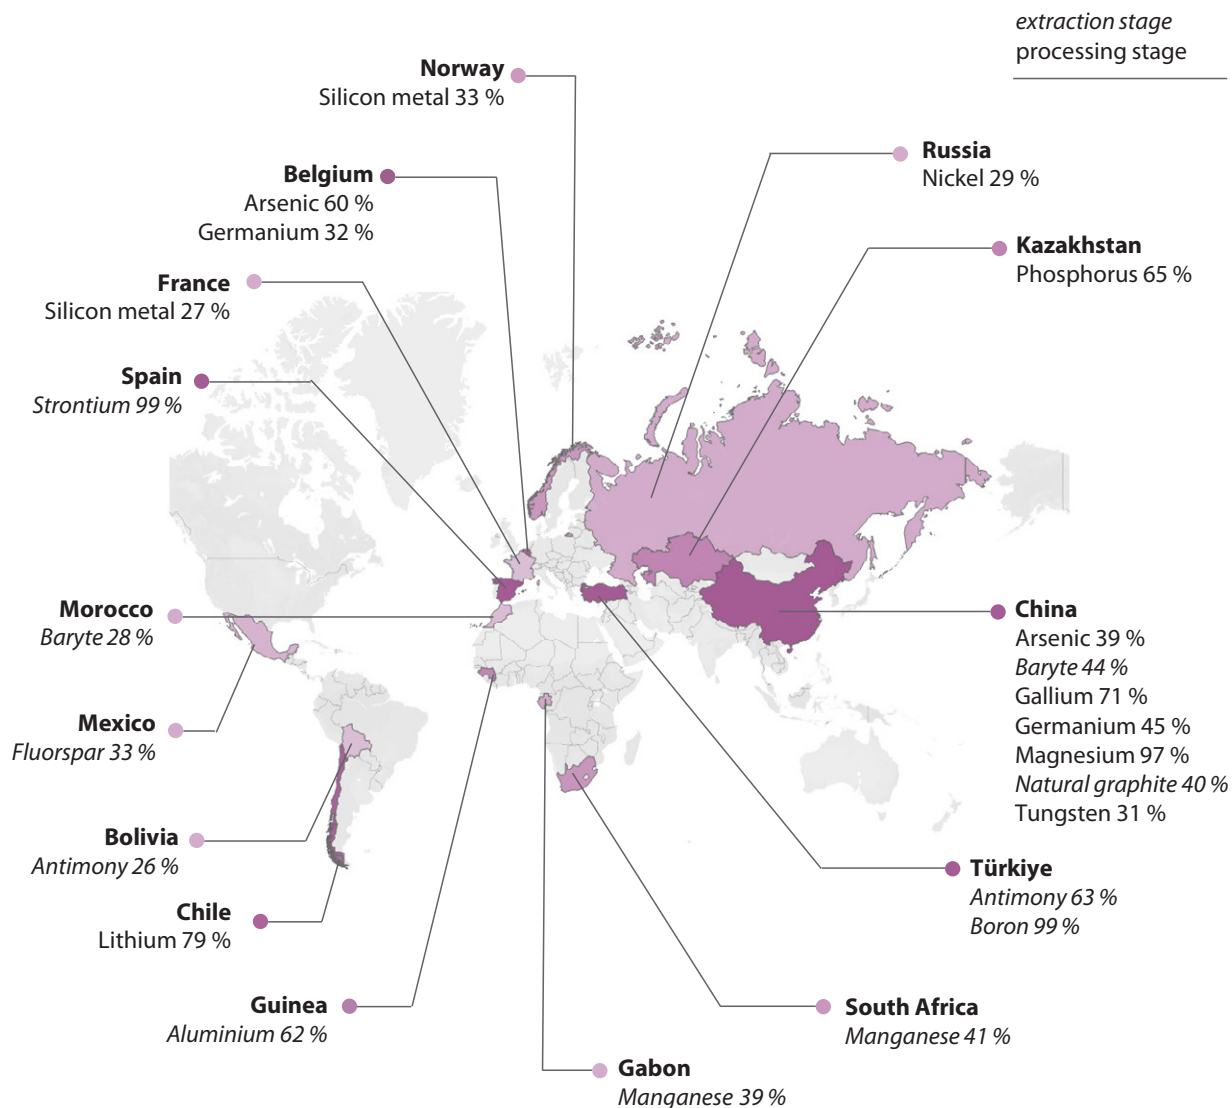 extraction stage
processing stage
Norway
Silicon metal 33 %
Belgium
Arsenic 60 %
Germanium 32 %
France
Silicon metal 27 %
Spain
Strontium 99 %
Morocco
Baryte 28 %
Mexico
Fluorspar 33 %
Bolivia
Antimony 26 %
Chile
Lithium 79 %
Guinea
Aluminium 62 %
Gabon
Manganese 39 %
South Africa
Manganese 41 %
Türkiye
Antimony 63 %
Boron 99 %
China
Arsenic 39 %
Baryte 44 %
Gallium 71 %
Germanium 45 %
Magnesium 97 %
Natural graphite 40 %
Tungsten 31 %
Kazakhstan
Phosphorus 65 %
Russia
Nickel 29 %